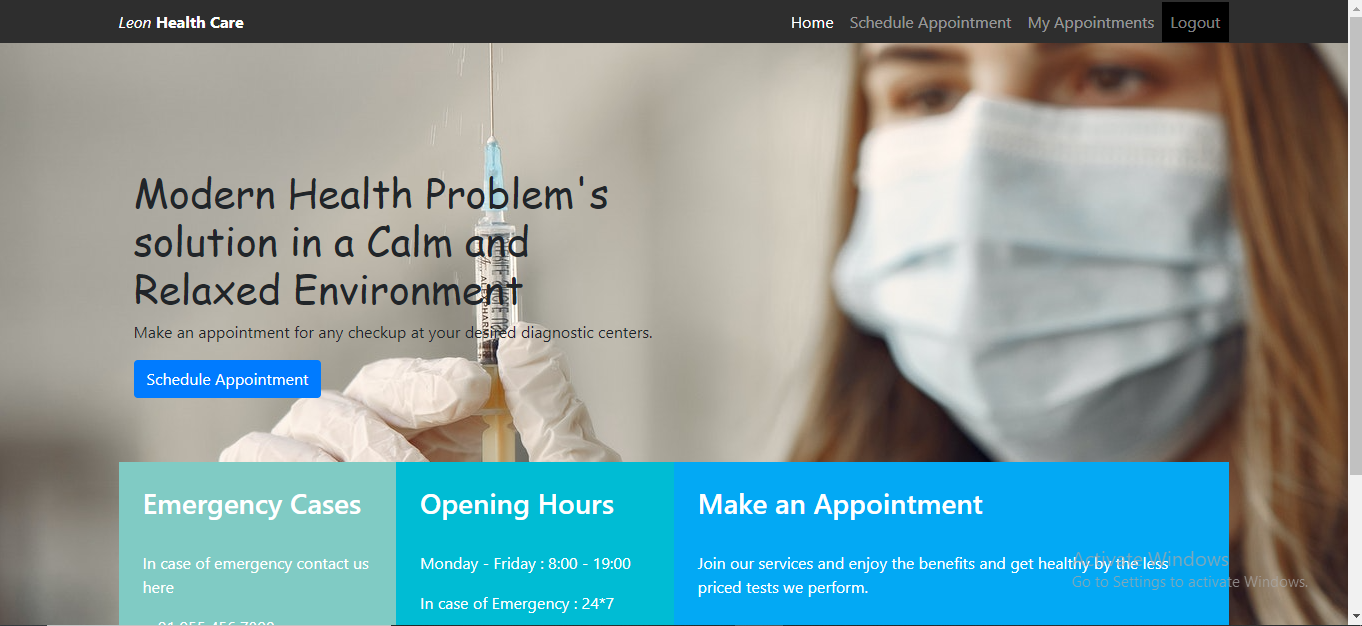 Leon Health Care
Home Schedule Appointment My Appointments Logout
Modern Health Problem's
solution in a Calm and
Relaxed Environment
Make an appointment for any checkup at your desired diagnostic centers.
Schedule Appointment
Emergency Cases
In case of emergency contact us
here
Opening Hours
Monday - Friday : 8:00 - 19:00
In case of Emergency : 24*7
Make an Appointment
Join our services and enjoy the benefits and get healthy by the less
priced tests we perform.
Activate Windows
Go to Settings to activate Windows.